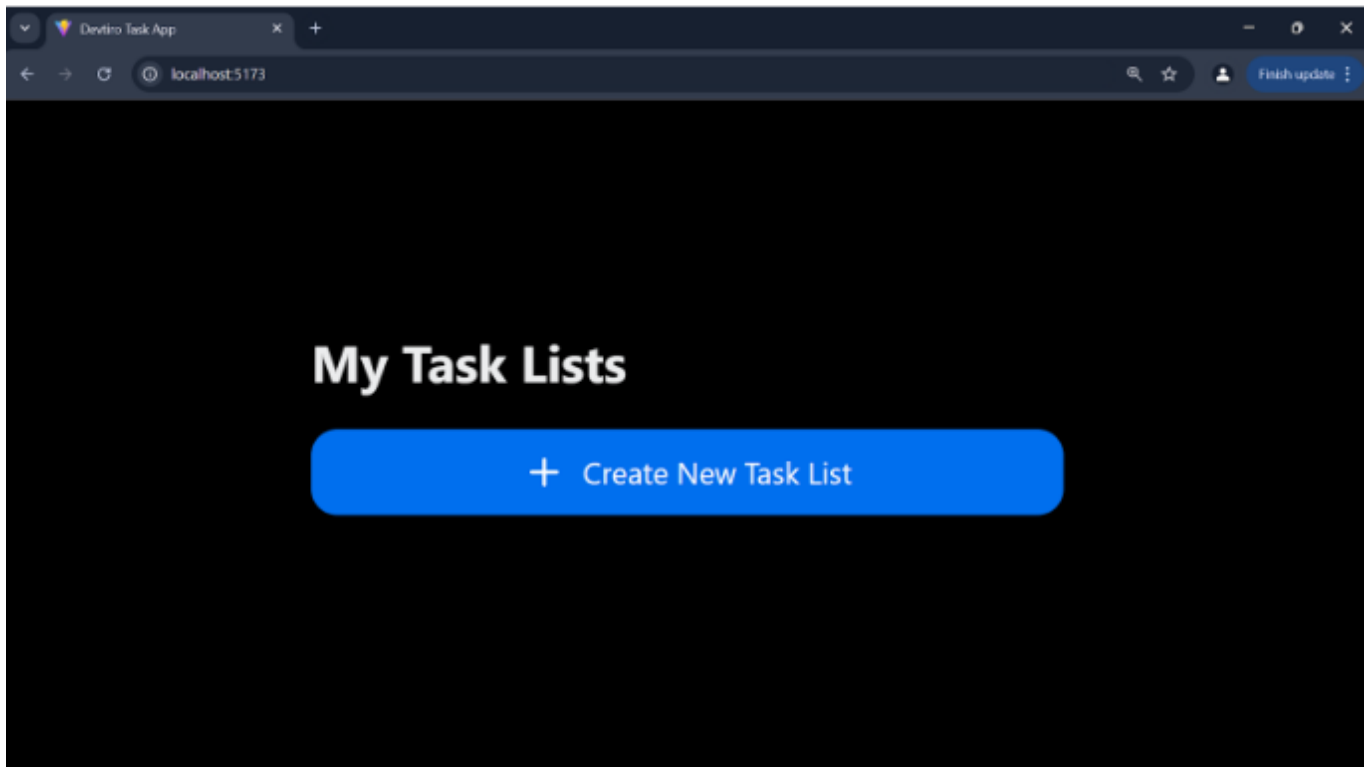 Devtiro Task App
localhost:5173
Finish update
My Task Lists
+ Create New Task List